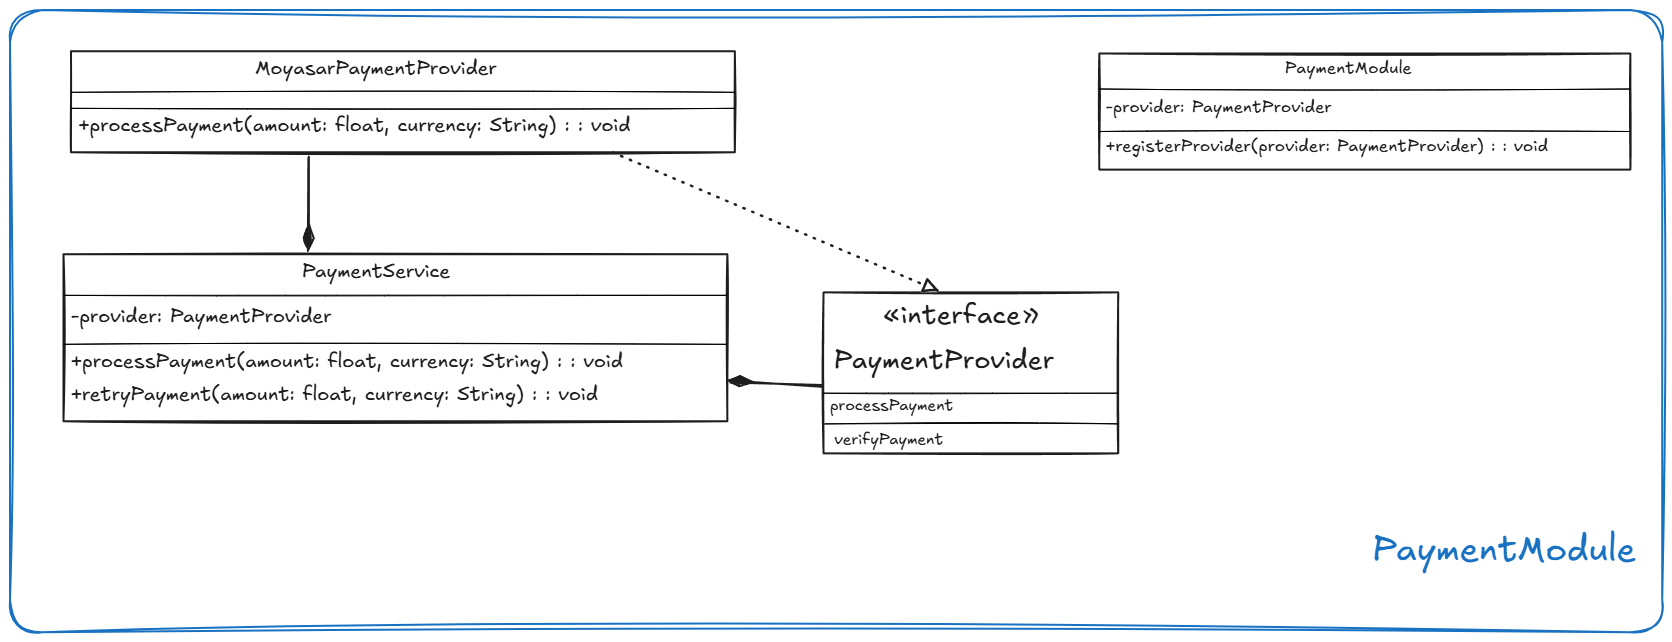 MoyasarPaymentProvider
+processPayment(amount: float, currency: String) : : void
PaymentModule
-provider: PaymentProvider
+registerProvider(provider: PaymentProvider) : : void
PaymentService
-provider: PaymentProvider
+processPayment(amount: float, currency: String) : : void
+retryPayment(amount: float, currency: String) : : void
«interface»
PaymentProvider
processPayment
verifyPayment
PaymentModule